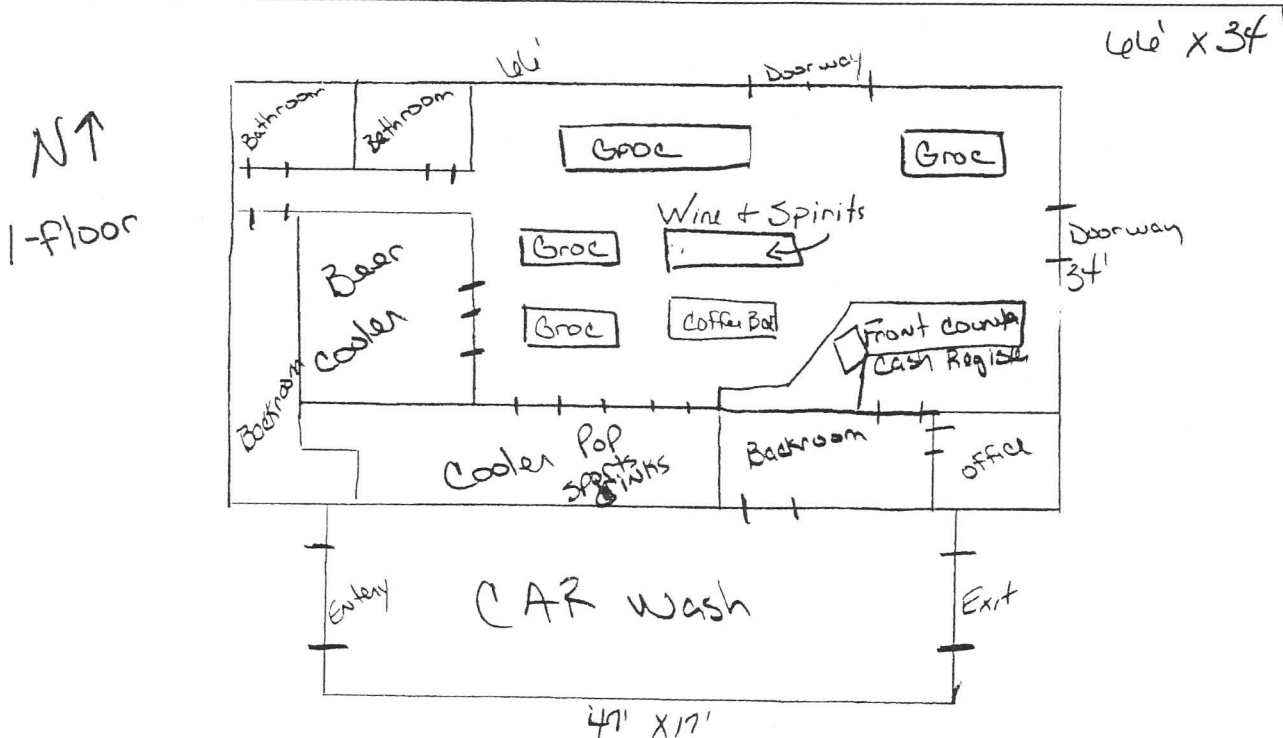 66' x 34
66'
Doorway
N↑
1-floor
Bathroom
Bathroom
Groc
Groc
Wine + Spirits
Groc
Doorway
34'
Beer
Cooler
Groc
Coffee Bar
Front Counter
Cash Register
Backroom
Cooler
Pop
Sports
Drinks
Backroom
office
Entery
CAR Wash
Exit
47' x 17'